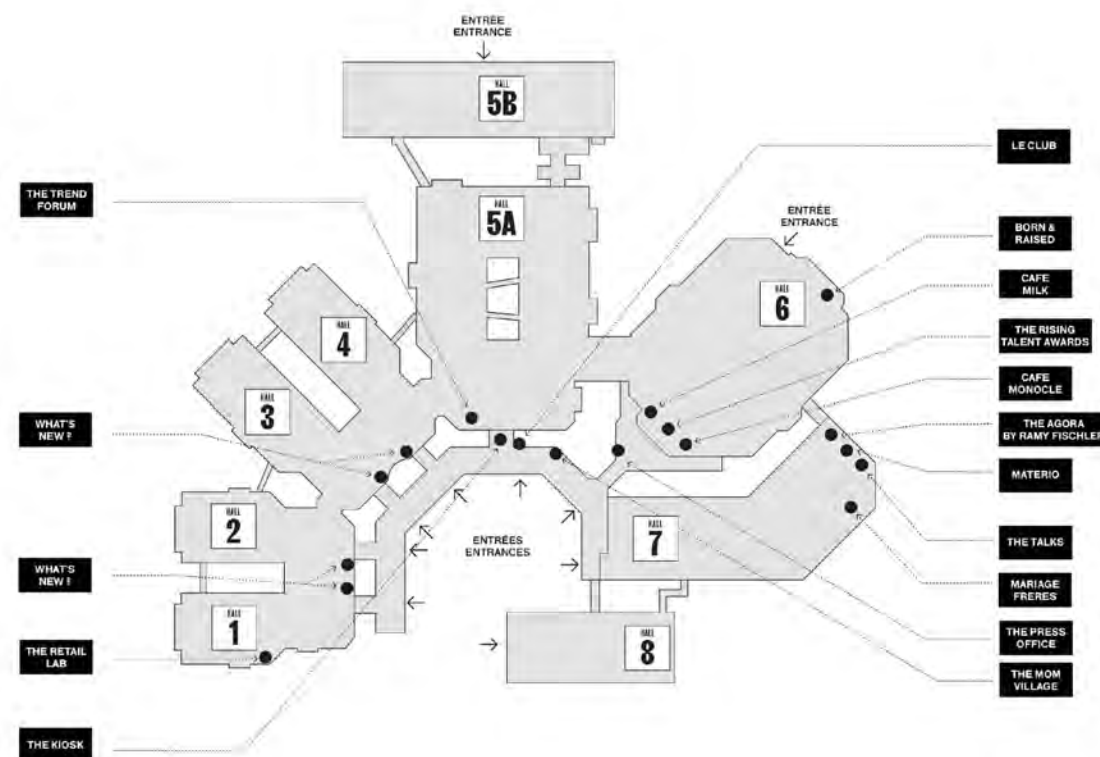 ENTRÉE
ENTRANCE
HALL
5B
LE CLUB
THE TREND
FORUM
HALL
5A
ENTRÉE
ENTRANCE
BORN &
RAISED
HALL
6
CAFE
MILK
HALL
4
THE RISING
TALENT AWARDS
HALL
3
CAFE
MONOCLE
WHAT'S
NEW ?
THE AGORA
BY RAMY FISCHLER
MATERIO
HALL
2
ENTRÉES
ENTRANCES
HALL
7
THE TALKS
WHAT'S
NEW ?
MARIAGE
FRERES
HALL
1
HALL
8
THE RETAIL
LAB
THE PRESS
OFFICE
THE MOM
VILLAGE
THE KIOSK